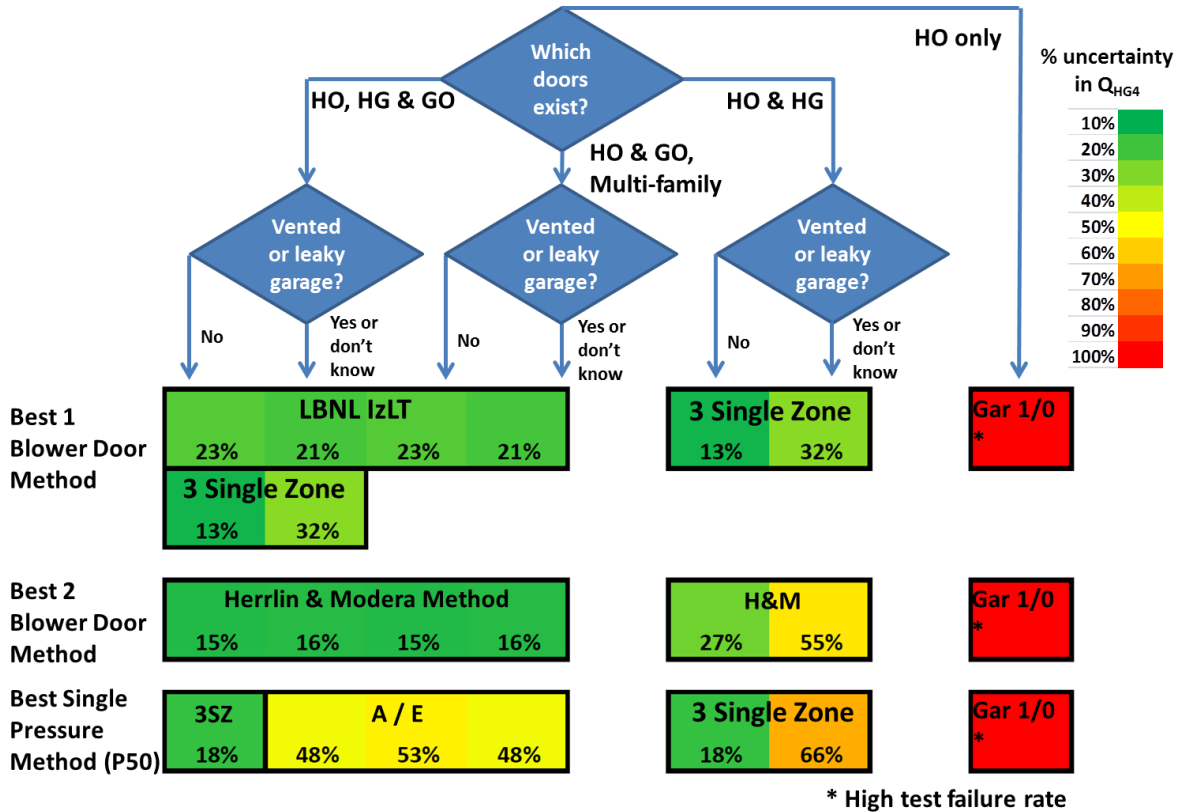 Which
doors
exist?
HO only
HO, HG & GO
HO & HG
HO & GO,
Multi-family
% uncertainty
in QHG4
10%
20%
30%
40%
50%
60%
70%
80%
90%
100%
Vented
or leaky
garage?
Vented
or leaky
garage?
Vented
or leaky
garage?
No
Yes or
don't
know
No
Yes or
don't
know
No
Yes or
don't
know
Best 1
Blower Door
Method
LBNL IzLT
23% 21% 23% 21%
3 Single Zone
13% 32%
Gar 1/0
*
3 Single Zone
13% 32%
Best 2
Blower Door
Method
Herrlin & Modera Method
15% 16% 15% 16%
H&M
27% 55%
Gar 1/0
*
Best Single
Pressure
Method (P50)
3SZ
18%
A / E
48% 53% 48%
3 Single Zone
18% 66%
Gar 1/0
*
* High test failure rate